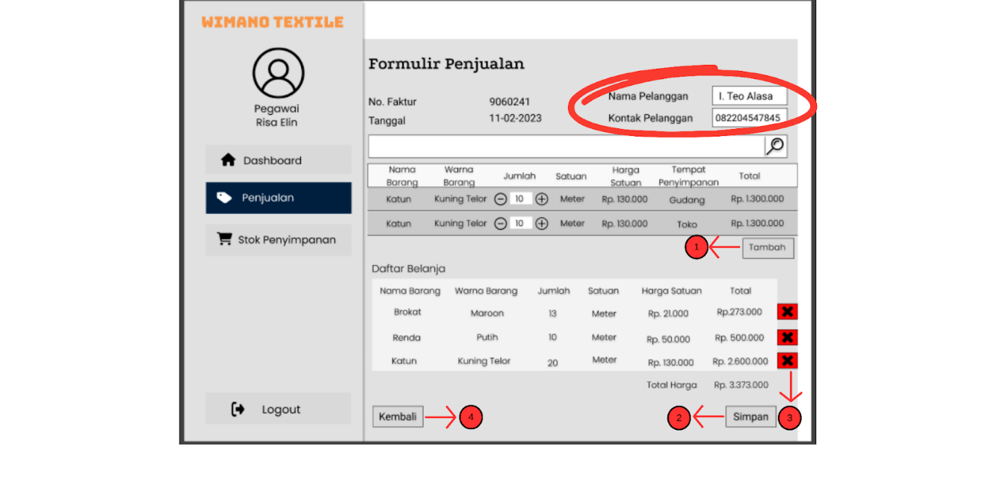 WIMANO TEXTILE
Pegawai
Risa Elin
Dashboard
Penjualan
Stok Penyimpanan
Logout
Formulir Penjualan
No. Faktur 9060241
Tanggal 11-02-2023
Nama Pelanggan I. Teo Alasa
Kontak Pelanggan 082204547845
Nama Barang Warna Barang Jumlah Satuan Harga Satuan Tempat Penyimpanan Total
Katun Kuning Telor 10 Meter Rp. 130.000 Gudang Rp. 1.300.000
Katun Kuning Telor 10 Meter Rp. 130.000 Toko Rp. 1.300.000
1 Tambah
Daftar Belanja
Nama Barang Warna Barang Jumlah Satuan Harga Satuan Total
Brokat Maroon 13 Meter Rp. 21.000 Rp.273.000
Renda Putih 10 Meter Rp. 50.000 Rp. 500.000
Katun Kuning Telor 20 Meter Rp. 130.000 Rp. 2.600.000
Total Harga Rp. 3.373.000
Kembali 4 2 Simpan 3